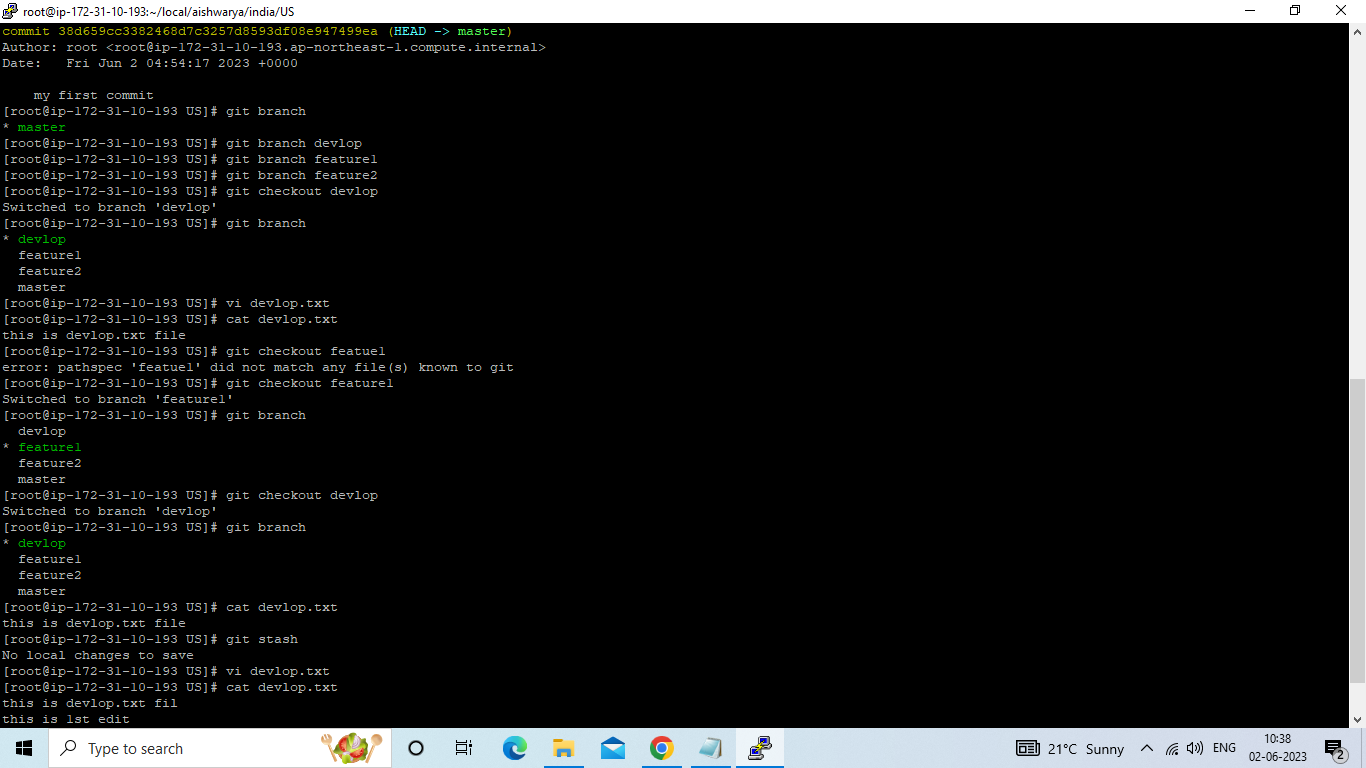 root@ip-172-31-10-193:~/local/aishwarya/india/US
commit 38d659cc3382468d7c3257d8593df08e947499ea (HEAD -> master)
Author: root <root@ip-172-31-10-193.ap-northeast-1.compute.internal>
Date:   Fri Jun 2 04:54:17 2023 +0000
    my first commit
[root@ip-172-31-10-193 US]# git branch
* master
[root@ip-172-31-10-193 US]# git branch devlop
[root@ip-172-31-10-193 US]# git branch feature1
[root@ip-172-31-10-193 US]# git branch feature2
[root@ip-172-31-10-193 US]# git checkout devlop
Switched to branch 'devlop'
[root@ip-172-31-10-193 US]# git branch
* devlop
  feature1
  feature2
  master
[root@ip-172-31-10-193 US]# vi devlop.txt
[root@ip-172-31-10-193 US]# cat devlop.txt
this is devlop.txt file
[root@ip-172-31-10-193 US]# git checkout featue1
error: pathspec 'featue1' did not match any file(s) known to git
[root@ip-172-31-10-193 US]# git checkout feature1
Switched to branch 'feature1'
[root@ip-172-31-10-193 US]# git branch
  devlop
* feature1
  feature2
  master
[root@ip-172-31-10-193 US]# git checkout devlop
Switched to branch 'devlop'
[root@ip-172-31-10-193 US]# git branch
* devlop
  feature1
  feature2
  master
[root@ip-172-31-10-193 US]# cat devlop.txt
this is devlop.txt file
[root@ip-172-31-10-193 US]# git stash
No local changes to save
[root@ip-172-31-10-193 US]# vi devlop.txt
[root@ip-172-31-10-193 US]# cat devlop.txt
this is devlop.txt fil
this is 1st edit
Type to search
21°C Sunny
ENG
10:38
02-06-2023
2